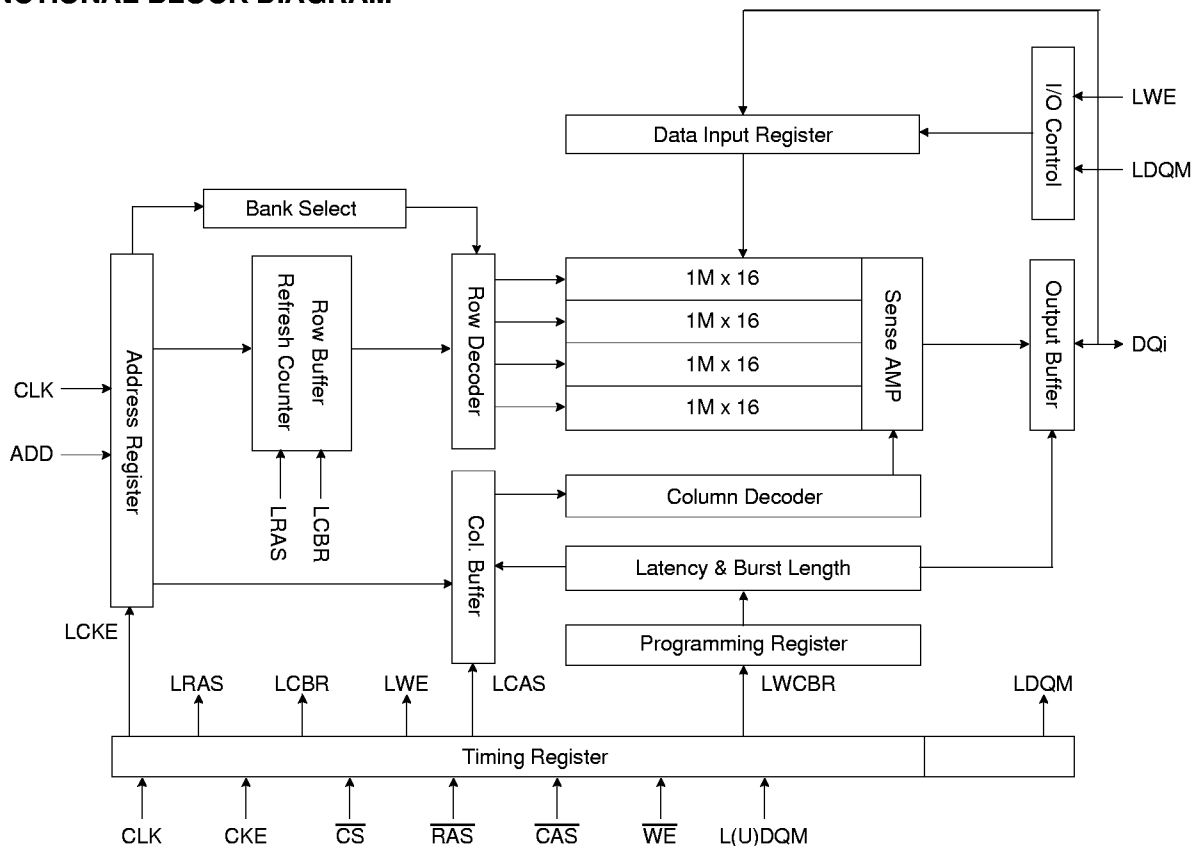 I/O Control
LWE
LDQM
Data Input Register
Bank Select
Address Register
Refresh Counter
Row Buffer
Row Decoder
1M x 16
1M x 16
1M x 16
1M x 16
Sense AMP
Output Buffer
DQi
CLK
ADD
LRAS
LCBR
Col. Buffer
Column Decoder
Latency & Burst Length
Programming Register
LCKE
LRAS
LCBR
LWE
LCAS
LWCBR
LDQM
Timing Register
CLK
CKE
CS
RAS
CAS
WE
L(U)DQM